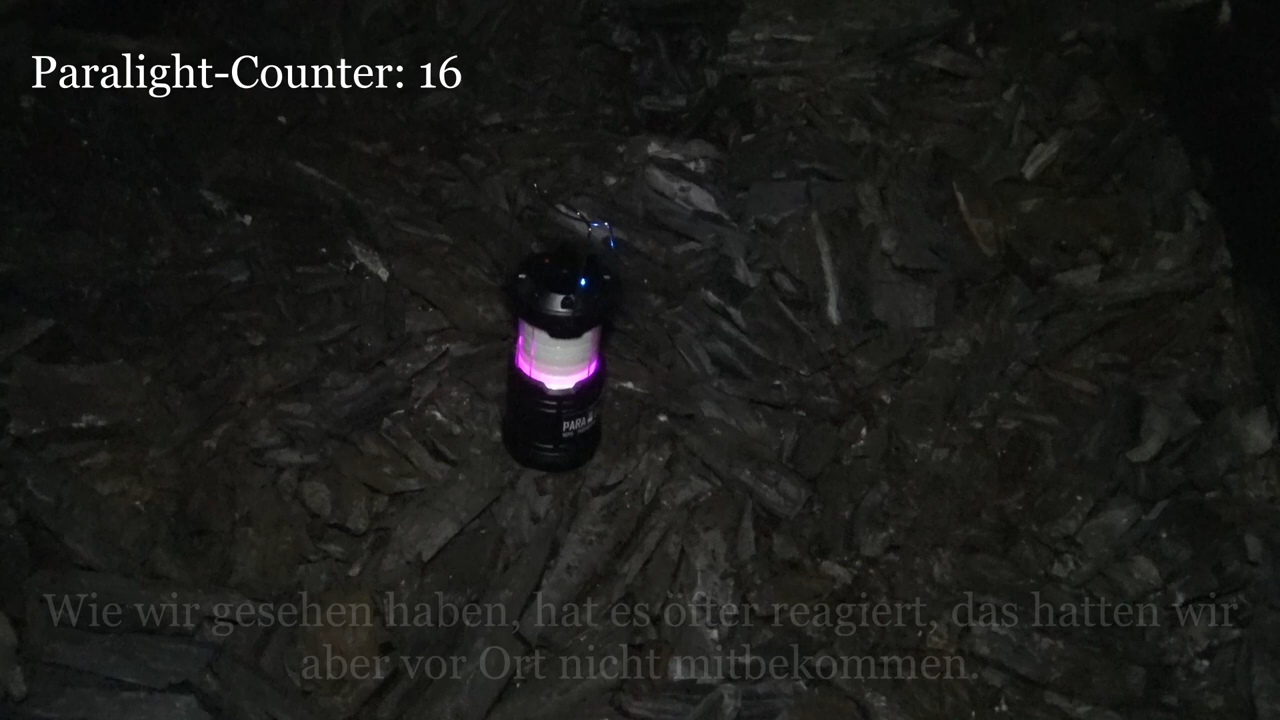 Paralight-Counter: 16
PARA
Wie wir gesehen haben, hat es öfter reagiert, das hatten wir
aber vor Ort nicht mitbekommen.